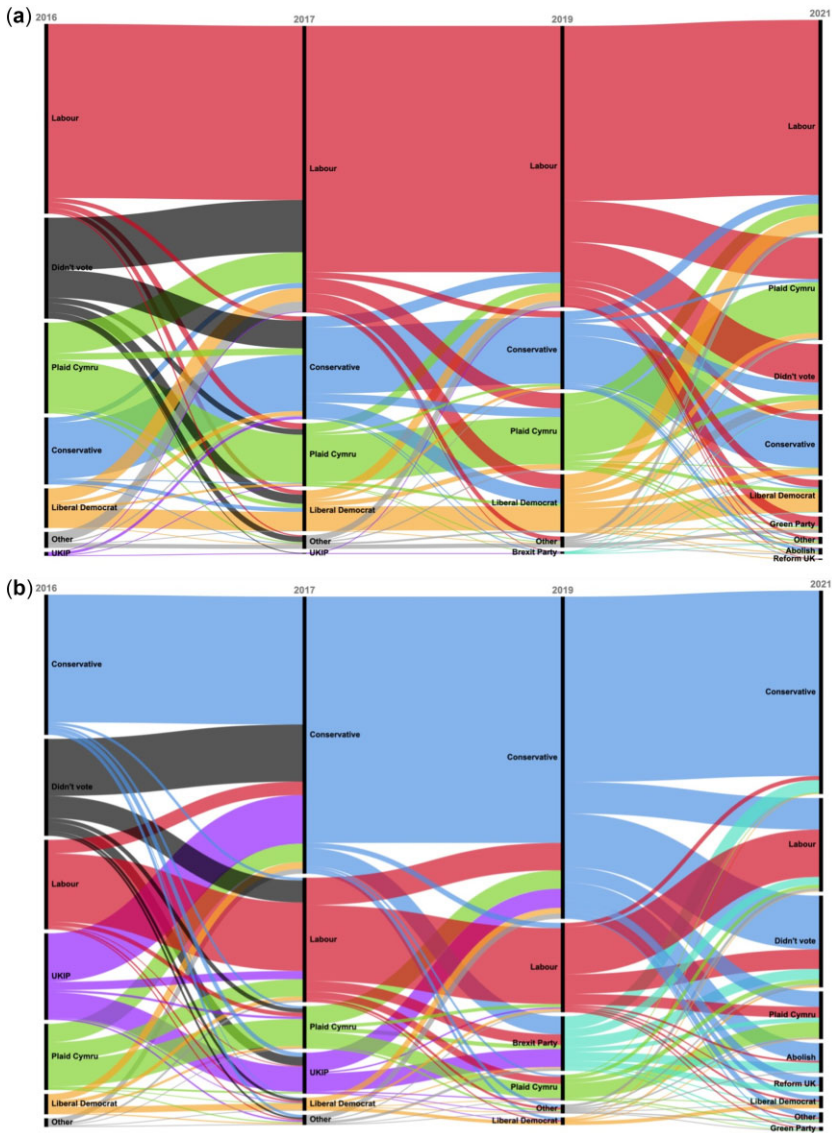 (a)
2016 2017 2019 2021
Labour
Didn't vote
Plaid Cymru
Conservative
Liberal Democrat
Other
UKIP
Labour
Conservative
Plaid Cymru
Liberal Democrat
Other
UKIP
Labour
Conservative
Plaid Cymru
Liberal Democrat
Other
Brexit Party
Labour
Plaid Cymru
Didn't vote
Conservative
Liberal Democrat
Green Party
Other
Abolish
Reform UK
(b)
2016 2017 2019 2021
Conservative
Didn't vote
Labour
UKIP
Plaid Cymru
Liberal Democrat
Other
Conservative
Labour
Plaid Cymru
UKIP
Liberal Democrat
Other
Conservative
Labour
Brexit Party
Plaid Cymru
Other
Liberal Democrat
Conservative
Labour
Didn't vote
Plaid Cymru
Abolish
Reform UK
Liberal Democrat
Other
Green Party